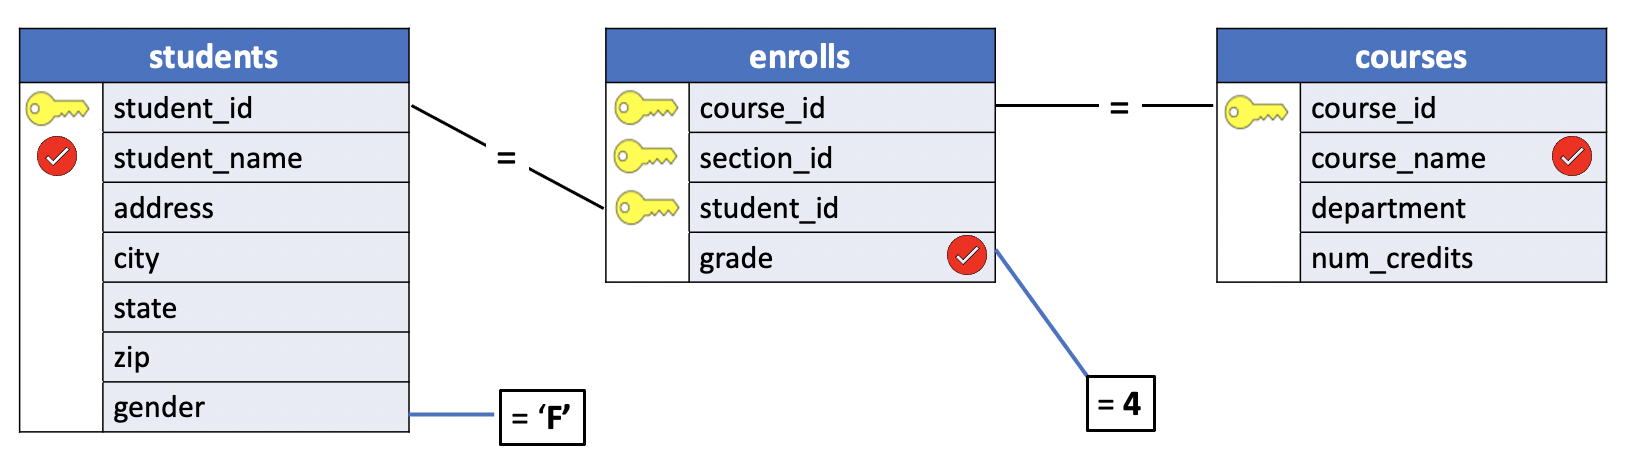 students
student_id
student_name
address
city
state
zip
gender
=
= ‘F’
enrolls
course_id
section_id
student_id
grade
=
= 4
courses
course_id
course_name
department
num_credits